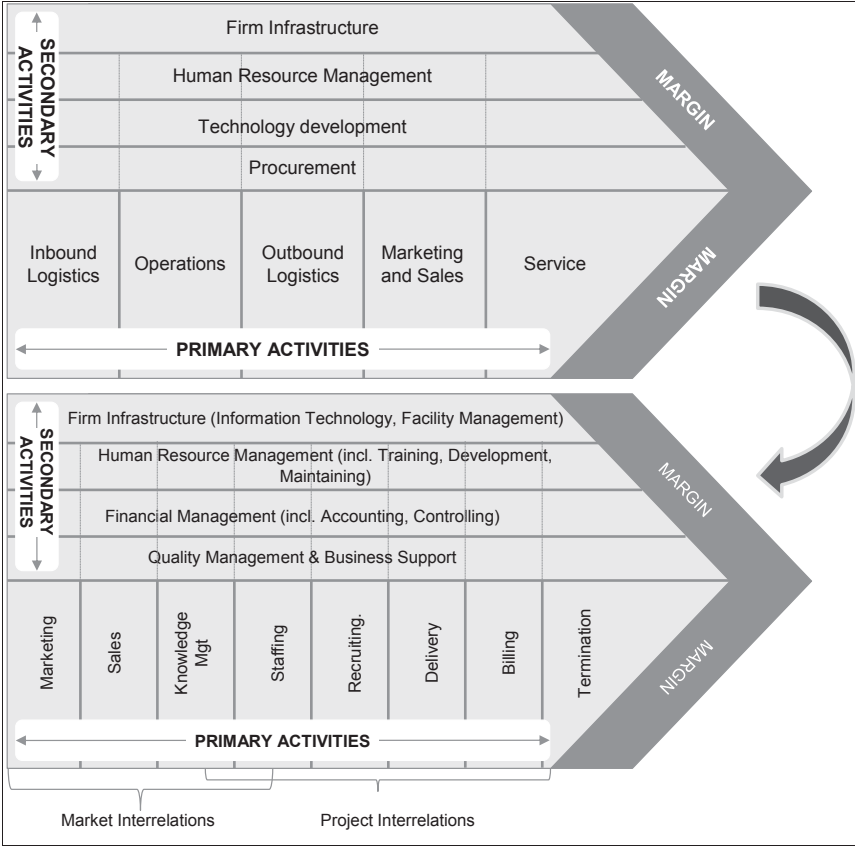 SECONDARY
ACTIVITIES
Firm Infrastructure
Human Resource Management
Technology development
Procurement
MARGIN
MARGIN
Inbound
Logistics
Operations
Outbound
Logistics
Marketing
and Sales
Service
PRIMARY ACTIVITIES
SECONDARY
ACTIVITIES
Firm Infrastructure (Information Technology, Facility Management)
Human Resource Management (incl. Training, Development,
Maintaining)
Financial Management (incl. Accounting, Controlling)
Quality Management & Business Support
MARGIN
MARGIN
Marketing
Sales
Knowledge
Mgt
Staffing
Recruiting.
Delivery
Billing
Termination
PRIMARY ACTIVITIES
Market Interrelations
Project Interrelations